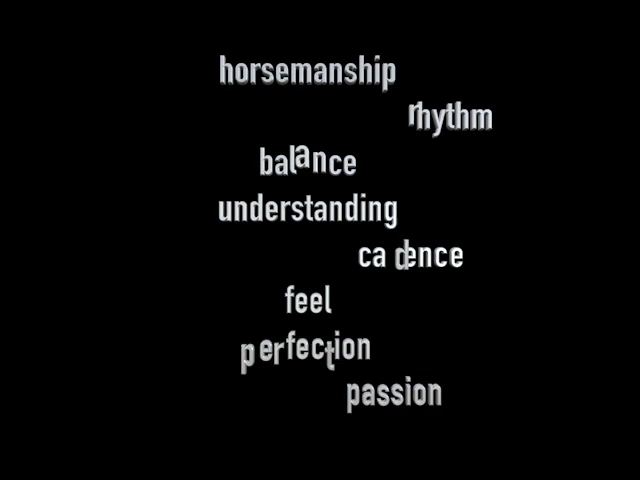 horsemanship
rhythm
balance
understanding
cadence
feel
perfection
passion